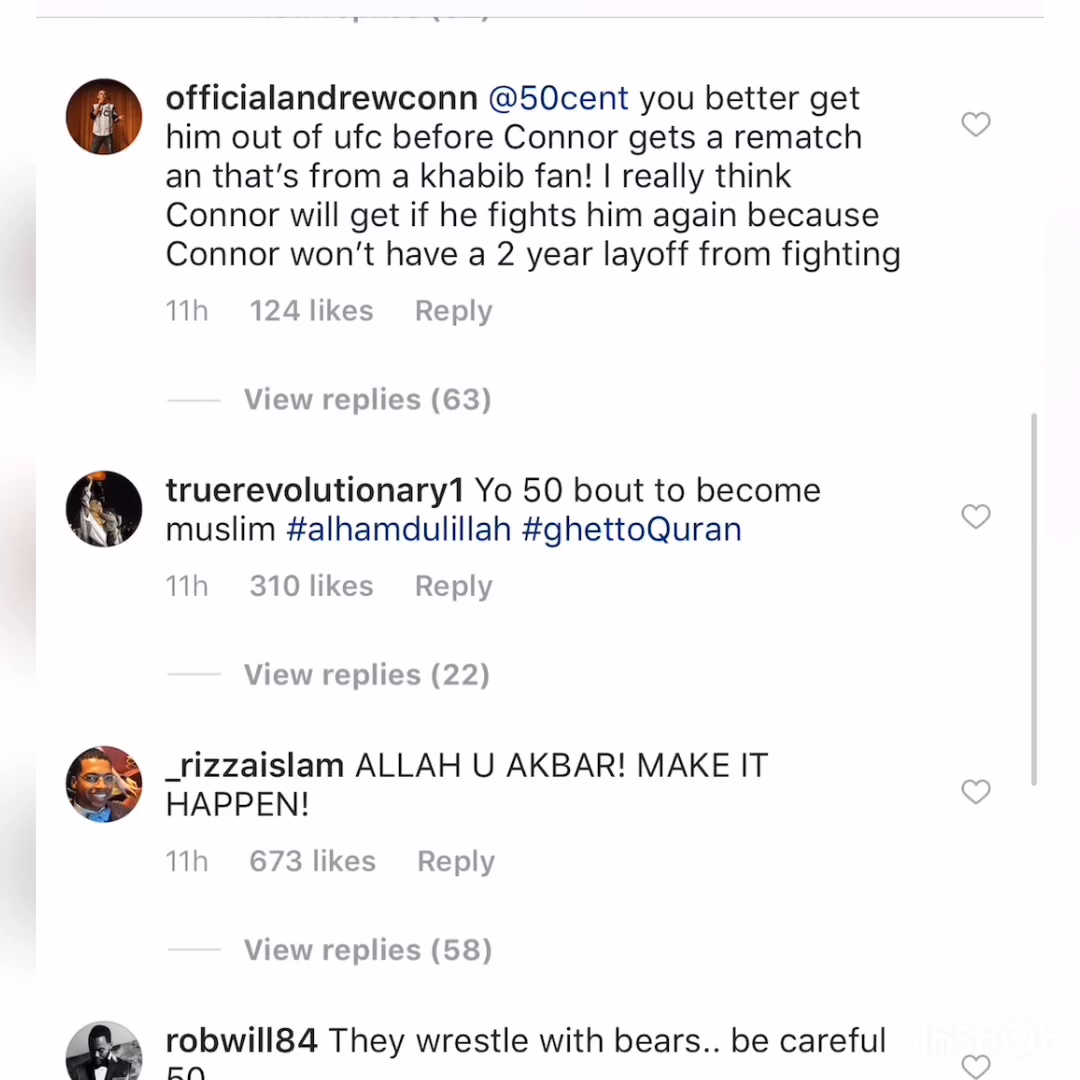 officialandrewconn @50cent you better get
him out of ufc before Connor gets a rematch
an that's from a khabib fan! I really think
Connor will get if he fights him again because
Connor won't have a 2 year layoff from fighting
11h 124 likes Reply
View replies (63)
truerevolutionary1 Yo 50 bout to become
muslim #alhamdulillah #ghettoQuran
11h 310 likes Reply
View replies (22)
_rizzaislam ALLAH U AKBAR! MAKE IT
HAPPEN!
11h 673 likes Reply
View replies (58)
robwill84 They wrestle with bears.. be careful
50
InShOt